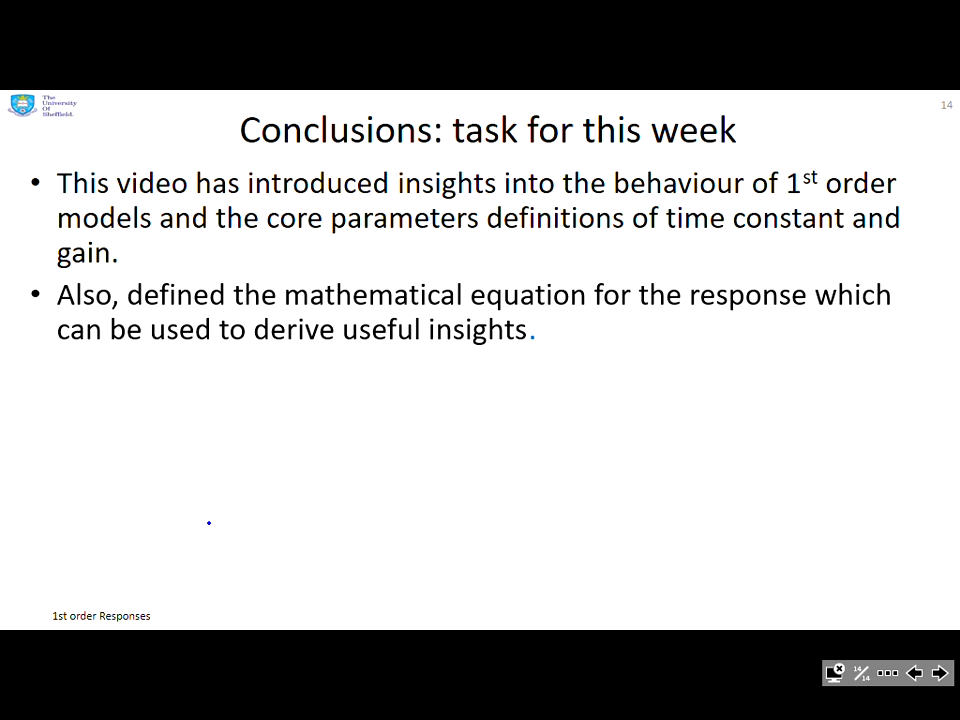 The
University
Of
Sheffield.
14
Conclusions: task for this week
• This video has introduced insights into the behaviour of 1st order
models and the core parameters definitions of time constant and
gain.
• Also, defined the mathematical equation for the response which
can be used to derive useful insights.
1st order Responses
14/14